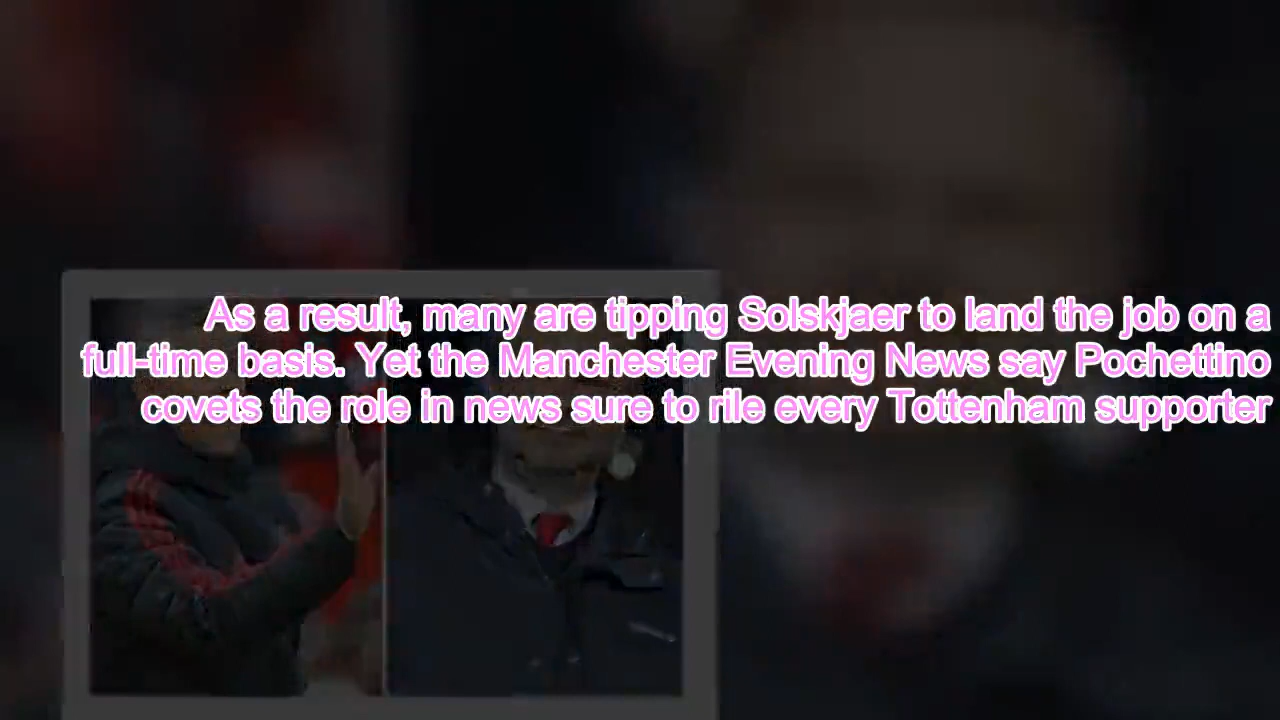 As a result, many are tipping Solskjaer to land the job on a
full-time basis. Yet the Manchester Evening News say Pochettino
covets the role in news sure to rile every Tottenham supporter